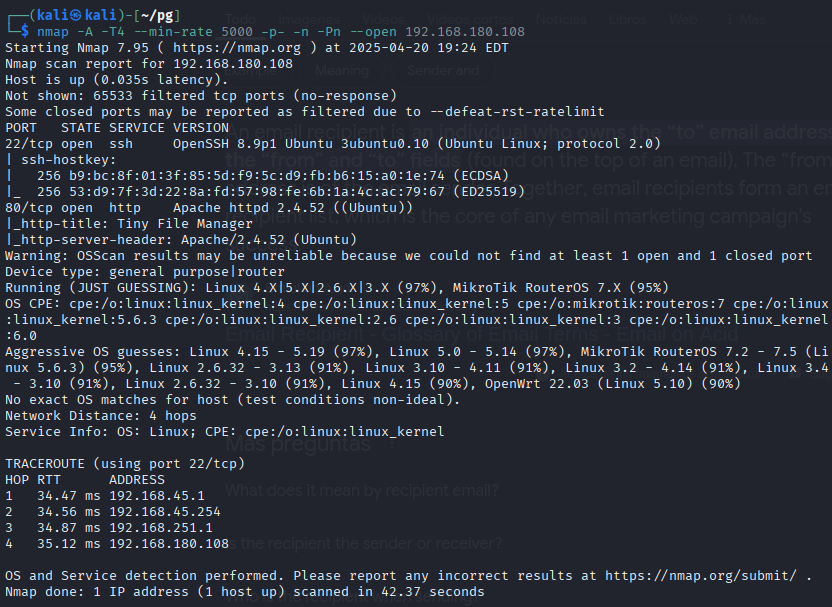 (kali㉿kali)-[~/pg]
$ nmap -A -T4 --min-rate 5000 -p- -n -Pn --open 192.168.180.108
Starting Nmap 7.95 ( https://nmap.org ) at 2025-04-20 19:24 EDT
Nmap scan report for 192.168.180.108
Host is up (0.035s latency).
Not shown: 65533 filtered tcp ports (no-response)
Some closed ports may be reported as filtered due to --defeat-rst-ratelimit
PORT   STATE SERVICE VERSION
22/tcp open  ssh     OpenSSH 8.9p1 Ubuntu 3ubuntu0.10 (Ubuntu Linux; protocol 2.0)
| ssh-hostkey:
|   256 b9:bc:8f:01:3f:85:5d:f9:5c:d9:fb:b6:15:a0:1e:74 (ECDSA)
|_  256 53:d9:7f:3d:22:8a:fd:57:98:fe:6b:1a:4c:ac:79:67 (ED25519)
80/tcp open  http    Apache httpd 2.4.52 ((Ubuntu))
|_http-title: Tiny File Manager
|_http-server-header: Apache/2.4.52 (Ubuntu)
Warning: OSScan results may be unreliable because we could not find at least 1 open and 1 closed port
Device type: general purpose|router
Running (JUST GUESSING): Linux 4.X|5.X|2.6.X|3.X (97%), MikroTik RouterOS 7.X (95%)
OS CPE: cpe:/o:linux:linux_kernel:4 cpe:/o:linux:linux_kernel:5 cpe:/o:mikrotik:routeros:7 cpe:/o:linux
:linux_kernel:5.6.3 cpe:/o:linux:linux_kernel:2.6 cpe:/o:linux:linux_kernel:3 cpe:/o:linux:linux_kernel
:6.0
Aggressive OS guesses: Linux 4.15 - 5.19 (97%), Linux 5.0 - 5.14 (97%), MikroTik RouterOS 7.2 - 7.5 (Li
nux 5.6.3) (95%), Linux 2.6.32 - 3.13 (91%), Linux 3.10 - 4.11 (91%), Linux 3.2 - 4.14 (91%), Linux 3.4
 - 3.10 (91%), Linux 2.6.32 - 3.10 (91%), Linux 4.15 (90%), OpenWrt 22.03 (Linux 5.10) (90%)
No exact OS matches for host (test conditions non-ideal).
Network Distance: 4 hops
Service Info: OS: Linux; CPE: cpe:/o:linux:linux_kernel
TRACEROUTE (using port 22/tcp)
HOP RTT      ADDRESS
1   34.47 ms 192.168.45.1
2   34.56 ms 192.168.45.254
3   34.87 ms 192.168.251.1
4   35.12 ms 192.168.180.108
OS and Service detection performed. Please report any incorrect results at https://nmap.org/submit/ .
Nmap done: 1 IP address (1 host up) scanned in 42.37 seconds